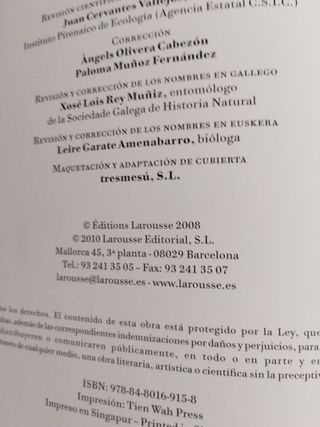 REVISIÓN CIENTÍFIC
Juan Cervantes Vallejo
Instituto Pirenaico de Ecología (Agencia Estatal C.S.I.C.)
CORRECCIÓN
Àngels Olivera Cabezón
Paloma Muñoz Fernández
REVISIÓN Y CORRECCIÓN DE LOS NOMBRES EN GALLEGO
Xosé Lois Rey Muñiz, entomólogo
de la Sociedade Galega de Historia Natural
REVISIÓN Y CORRECCIÓN DE LOS NOMBRES EN EUSKERA
Leire Garate Amenabarro, bióloga
MAQUETACIÓN Y ADAPTACIÓN DE CUBIERTA
tresmesú, S.L.
© Éditions Larousse 2008
© 2010 Larousse Editorial, S.L.
Mallorca 45, 3ª planta - 08029 Barcelona
Tel.: 93 241 35 05 – Fax: 93 241 35 07
larousse@larousse.es - www.larousse.es
los derechos. El contenido de esta obra está protegido por la Ley, que
además de las correspondientes indemnizaciones por daños y perjuicios, para
distribuyeren o comunicaren públicamente, en todo o en parte y en
través de cualquier medio, una obra literaria, artística o científica sin la preceptiv
ISBN: 978-84-8016-915-8
Impresión: Tien Wah Press
Impreso en Singapur – Printed in